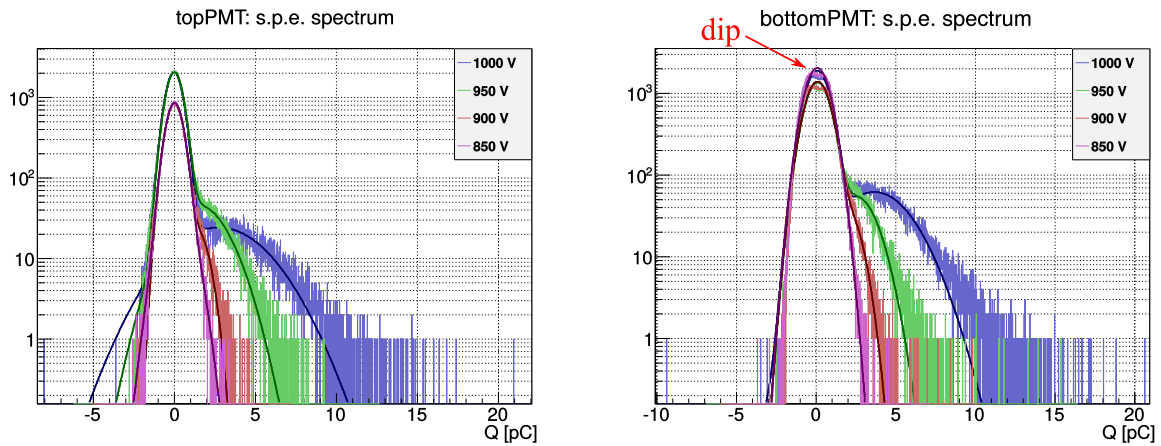 topPMT: s.p.e. spectrum
10³
10²
10
1
-5
0
5
10
15
20
Q [pC]
1000 V
950 V
900 V
850 V
bottomPMT: s.p.e. spectrum
dip
10³
10²
10
1
-10
-5
0
5
10
15
20
Q [pC]
1000 V
950 V
900 V
850 V